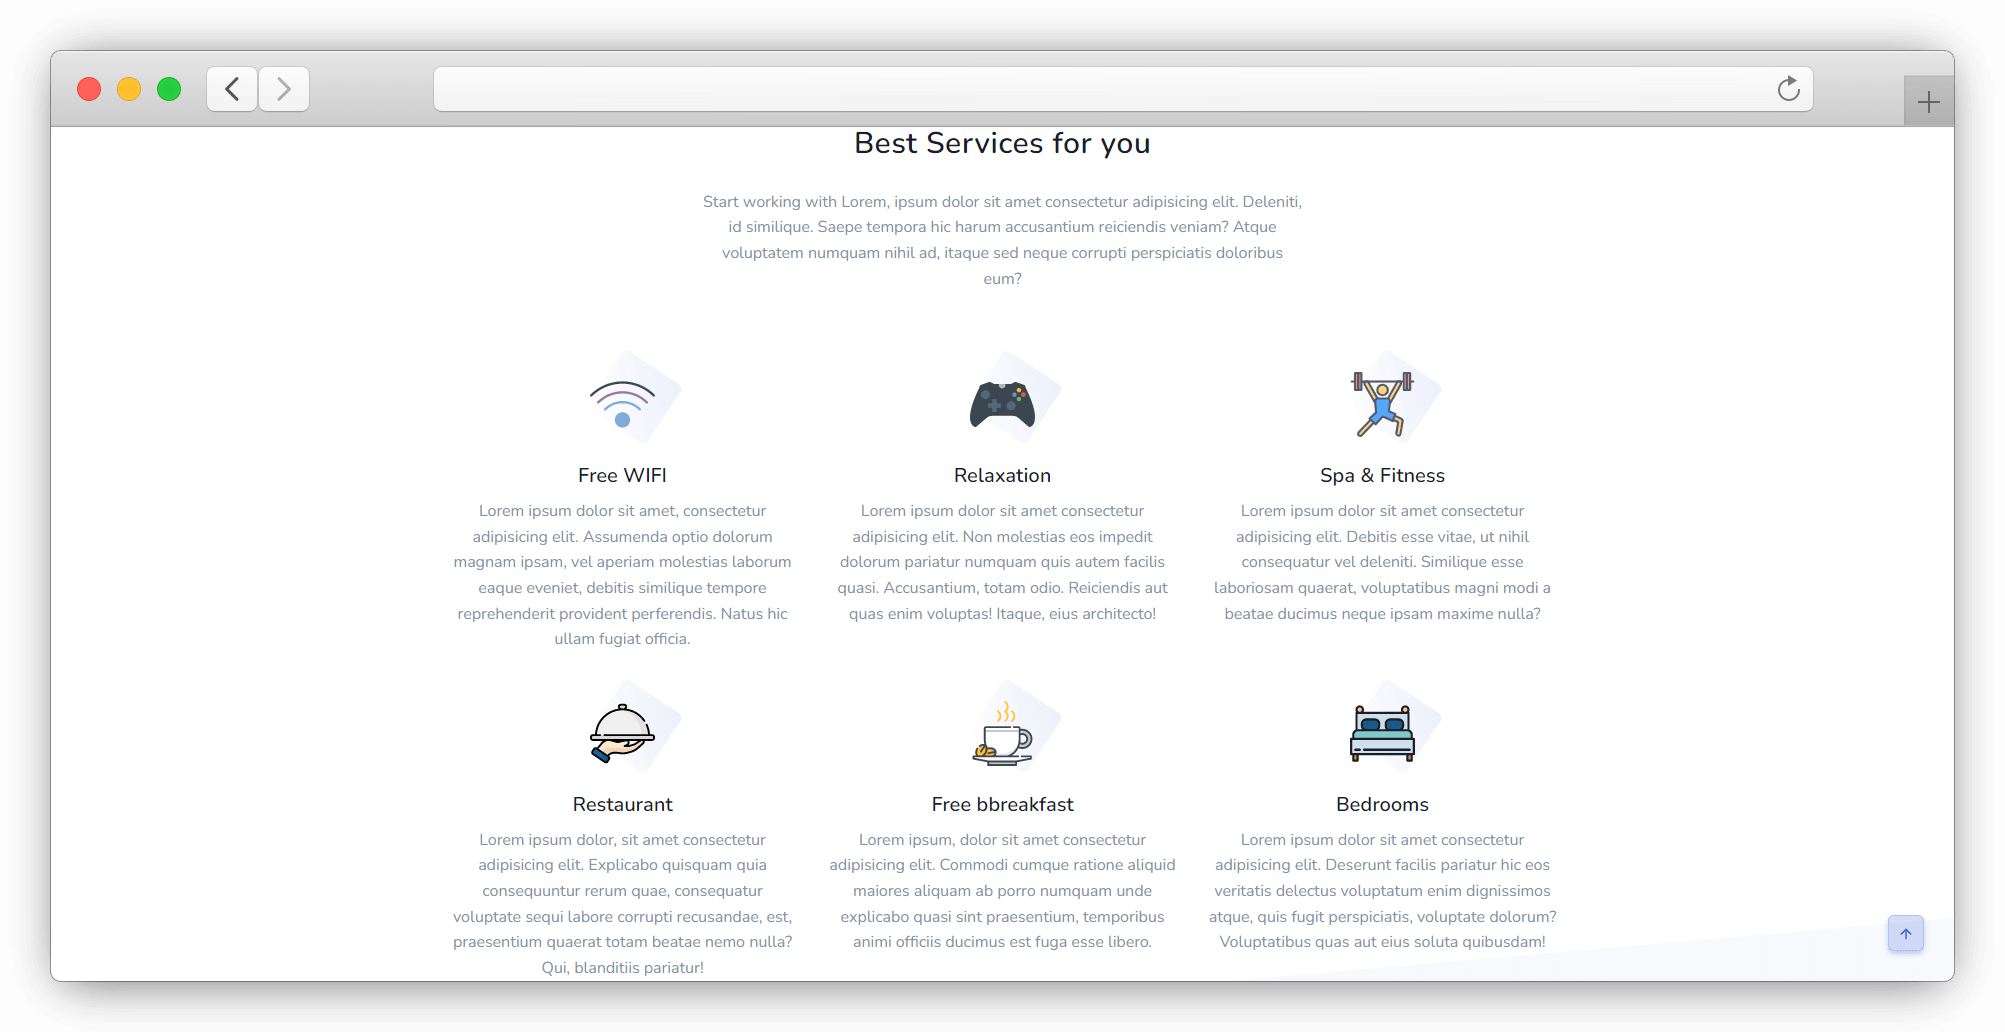 Best Services for you
Start working with Lorem, ipsum dolor sit amet consectetur adipisicing elit. Deleniti,
id similique. Saepe tempora hic harum accusantium reiciendis veniam? Atque
voluptatem numquam nihil ad, itaque sed neque corrupti perspiciatis doloribus
eum?
Free WIFI
Lorem ipsum dolor sit amet, consectetur
adipisicing elit. Assumenda optio dolorum
magnam ipsam, vel aperiam molestias laborum
eaque eveniet, debitis similique tempore
reprehenderit provident perferendis. Natus hic
ullam fugiat officia.
Relaxation
Lorem ipsum dolor sit amet consectetur
adipisicing elit. Non molestias eos impedit
dolorum pariatur numquam quis autem facilis
quasi. Accusantium, totam odio. Reiciendis aut
quas enim voluptas! Itaque, eius architecto!
Spa & Fitness
Lorem ipsum dolor sit amet consectetur
adipisicing elit. Debitis esse vitae, ut nihil
consequatur vel deleniti. Similique esse
laboriosam quaerat, voluptatibus magni modi a
beatae ducimus neque ipsam maxime nulla?
Restaurant
Lorem ipsum dolor, sit amet consectetur
adipisicing elit. Explicabo quisquam quia
consequuntur rerum quae, consequatur
voluptate sequi labore corrupti recusandae, est,
praesentium quaerat totam beatae nemo nulla?
Qui, blanditiis pariatur!
Free bbreakfast
Lorem ipsum, dolor sit amet consectetur
adipisicing elit. Commodi cumque ratione aliquid
maiores aliquam ab porro numquam unde
explicabo quasi sint praesentium, temporibus
animi officiis ducimus est fuga esse libero.
Bedrooms
Lorem ipsum dolor sit amet consectetur
adipisicing elit. Deserunt facilis pariatur hic eos
veritatis delectus voluptatum enim dignissimos
atque, quis fugit perspiciatis, voluptate dolorum?
Voluptatibus quas aut eius soluta quibusdam!